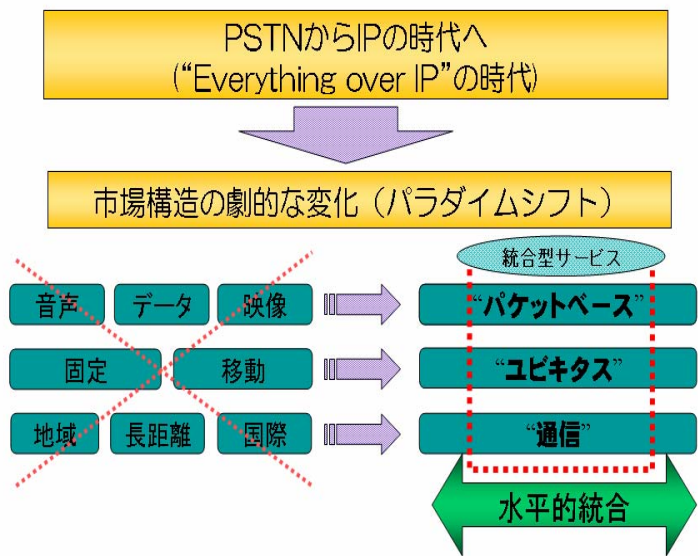 PSTNからIPの時代へ
(“Everything over IP”の時代)
市場構造の劇的な変化（パラダイムシフト）
統合型サービス
音声 データ 映像 “パケットベース”
固定 移動 “ユビキタス”
地域 長距離 国際 “通信”
水平的統合